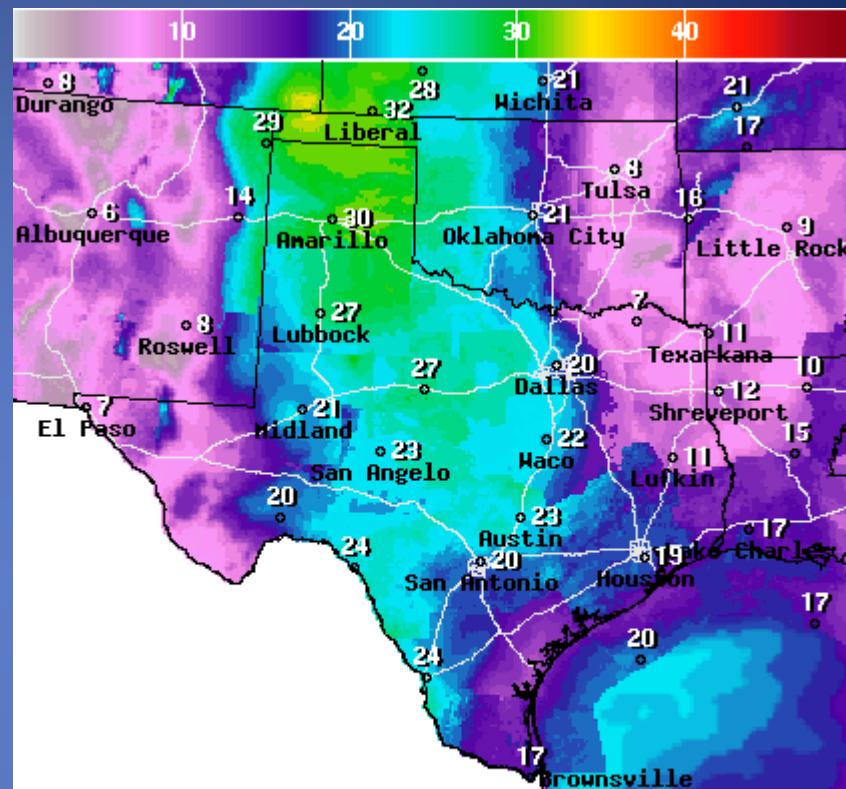 10 20 30 40
28
8
21
Durango
Wichita
21
32
Liberal
29
17
8
Tulsa
6
14
30
21
16
9
Albuquerque
Amarillo
Oklahoma City
Little Rock
27
7
8
Lubbock
11
Roswell
Texarkana
20
27
Dallas
10
12
7
21
Shreveport
El Paso
Midland
22
23
Waco
15
San Angelo
11
Lufkin
20
23
17
Austin
24
20
19
Lake Charles
San Antonio
Houston
17
20
24
17
Brownsville